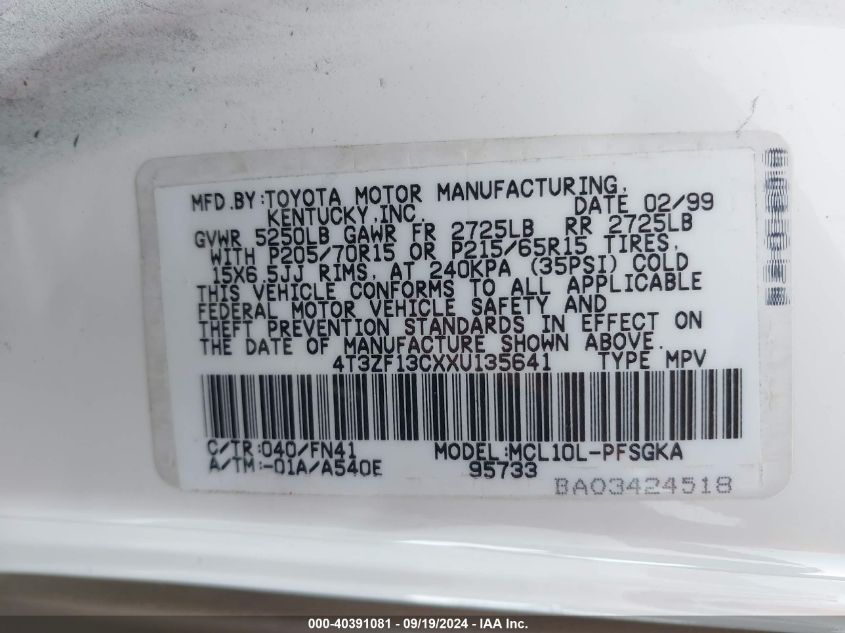 MFD.BY:TOYOTA MOTOR MANUFACTURING,
KENTUCKY,INC. DATE 02/99
GVWR 5250LB GAWR FR 2725LB RR 2725LB
WITH P205/70R15 OR P215/65R15 TIRES,
15X6.5JJ RIMS, AT 240KPA (35PSI) COLD
THIS VEHICLE CONFORMS TO ALL APPLICABLE
FEDERAL MOTOR VEHICLE SAFETY AND
THEFT PREVENTION STANDARDS IN EFFECT ON
THE DATE OF MANUFACTURE SHOWN ABOVE.
4T3ZF13CXXU135641 TYPE MPV
C/TR:040/FN41 MODEL:MCL10L-PFSGKA
A/TM:-01A/A540E 95733
BA03424518
000-40391081 - 09/19/2024 - IAA Inc.